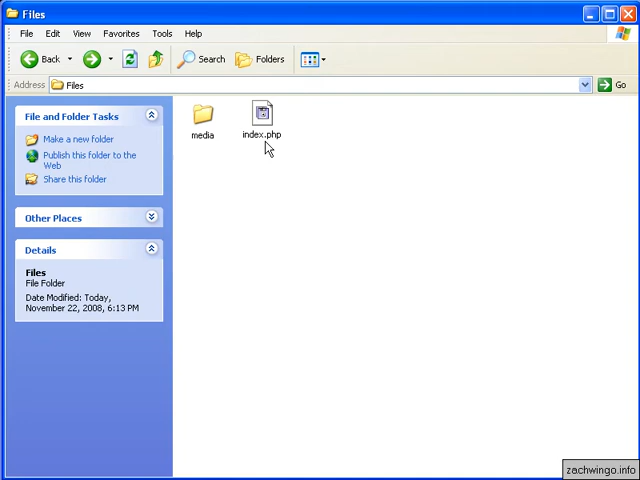 Files
File Edit View Favorites Tools Help
Back Search Folders
Address Files Go
File and Folder Tasks
Make a new folder
Publish this folder to the
Web
Share this folder
Other Places
Details
Files
File Folder
Date Modified: Today,
November 22, 2008, 6:13 PM
media
index.php
zachwingo.info